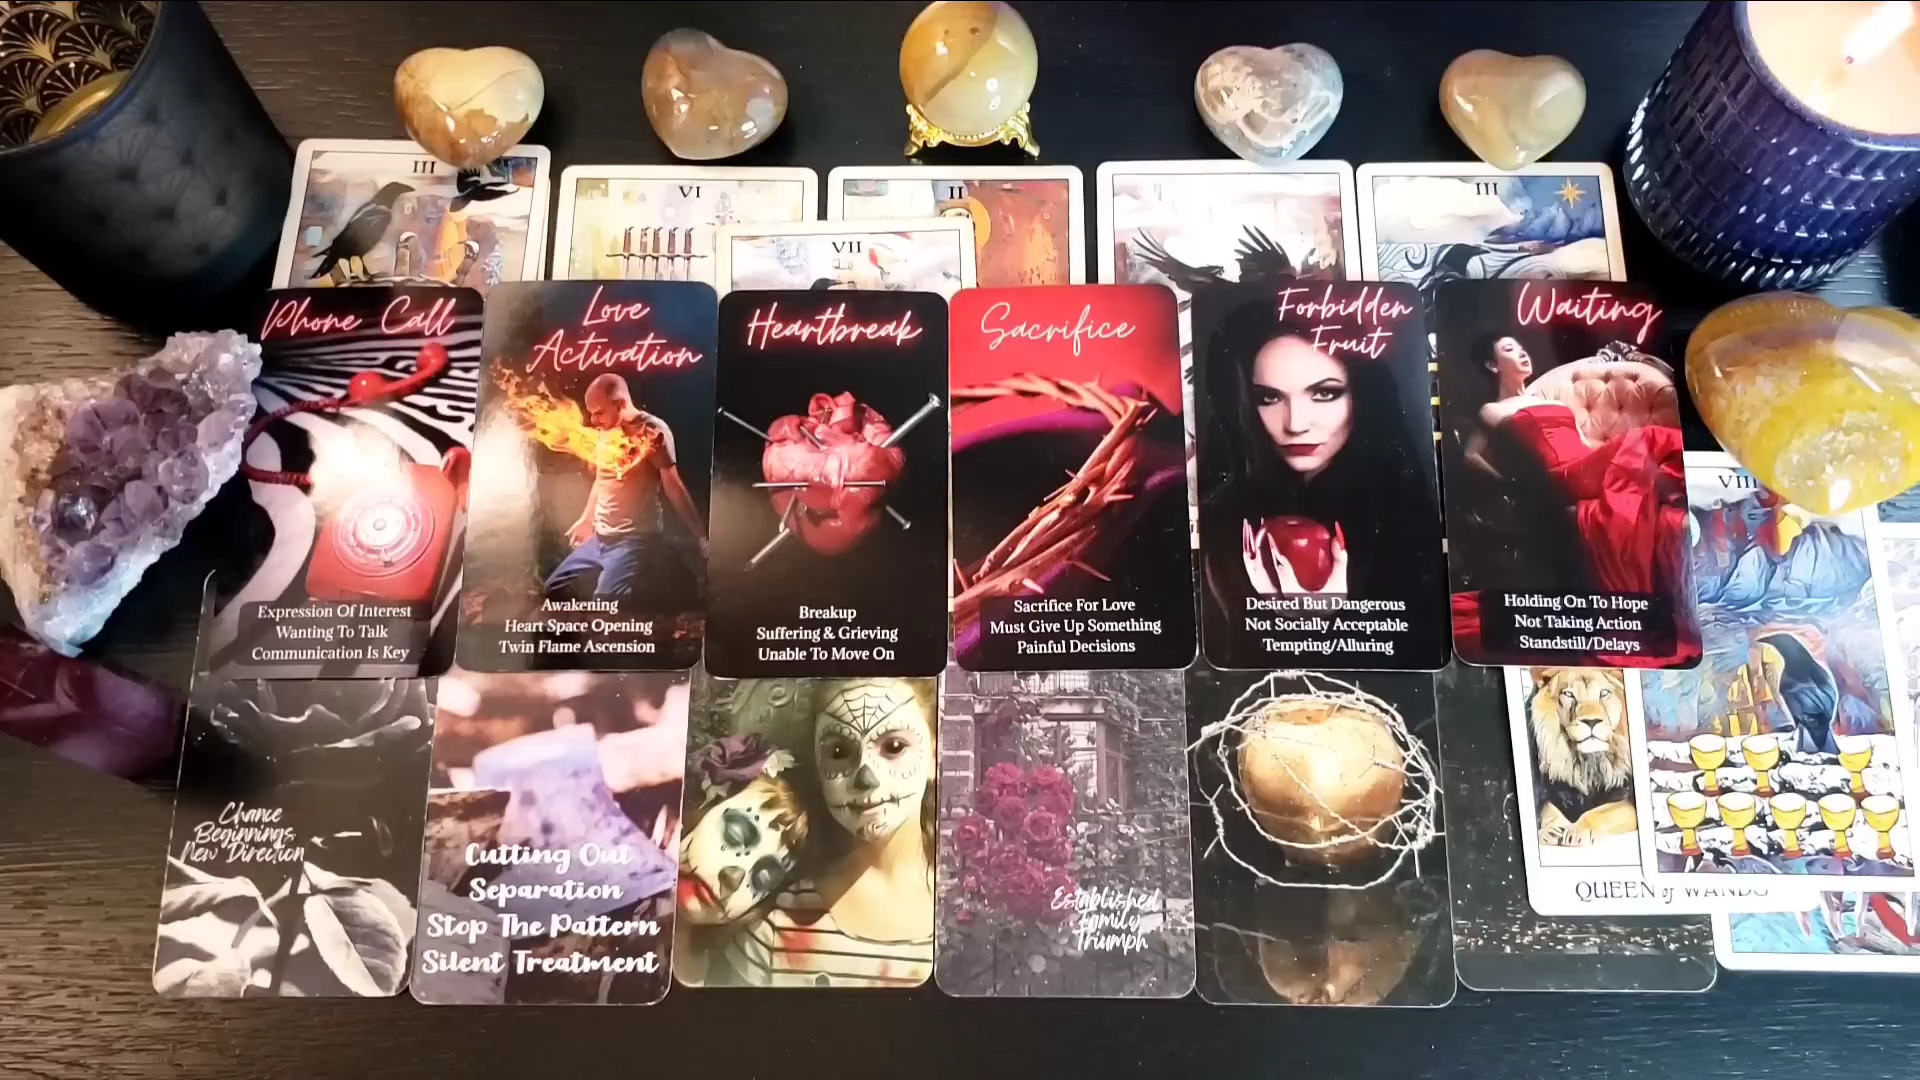 III
VI
II
III
VII
Phone Call
Expression Of Interest
Wanting To Talk
Communication Is Key
Love
Activation
Awakening
Heart Space Opening
Twin Flame Ascension
Heartbreak
Breakup
Suffering & Grieving
Unable To Move On
Sacrifice
Sacrifice For Love
Must Give Up Something
Painful Decisions
Forbidden
Fruit
Desired But Dangerous
Not Socially Acceptable
Tempting/Alluring
Waiting
Holding On To Hope
Not Taking Action
Standstill/Delays
VIII
Chance
Beginnings
New Direction
Cutting Out
Separation
Stop The Pattern
Silent Treatment
Established
Family
Triumph
QUEEN of WANDS